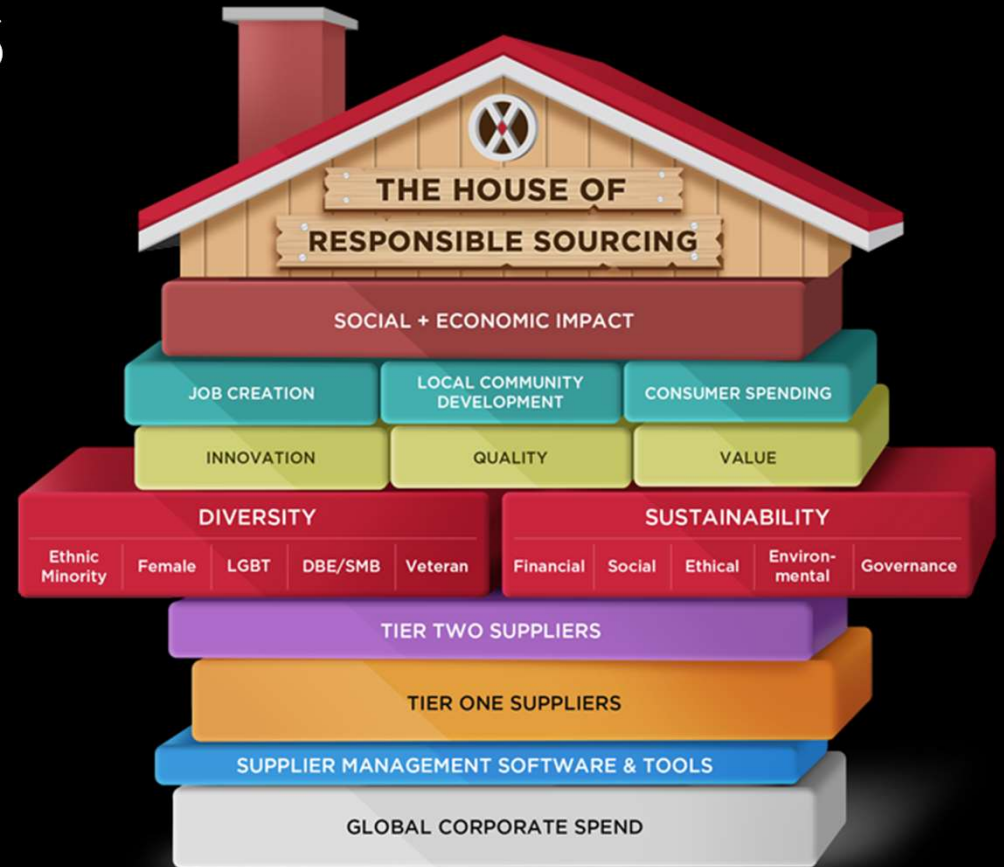 THE HOUSE OF
RESPONSIBLE SOURCING
SOCIAL + ECONOMIC IMPACT
JOB CREATION
LOCAL COMMUNITY
DEVELOPMENT
CONSUMER SPENDING
INNOVATION
QUALITY
VALUE
DIVERSITY
Ethnic
Minority
Female
LGBT
DBE/SMB
Veteran
SUSTAINABILITY
Financial
Social
Ethical
Environ-
mental
Governance
TIER TWO SUPPLIERS
TIER ONE SUPPLIERS
SUPPLIER MANAGEMENT SOFTWARE & TOOLS
GLOBAL CORPORATE SPEND